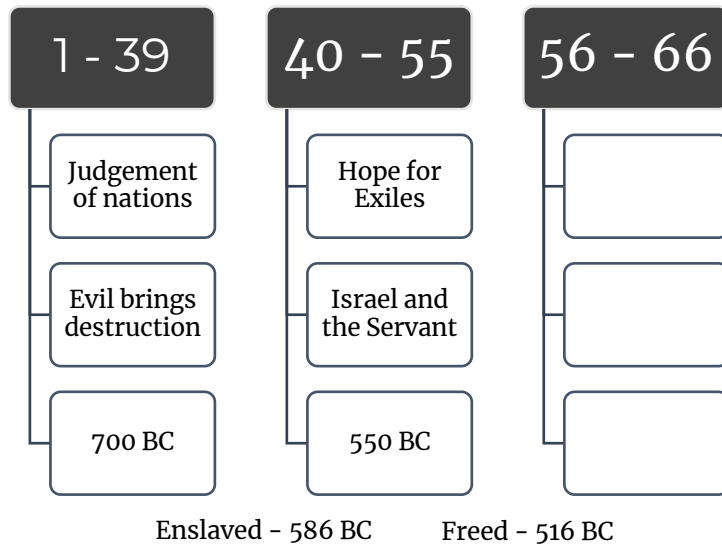 1 - 39
40 - 55
56 - 66
Judgement
of nations
Hope for
Exiles
Evil brings
destruction
Israel and
the Servant
700 BC
550 BC
Enslaved – 586 BC
Freed – 516 BC